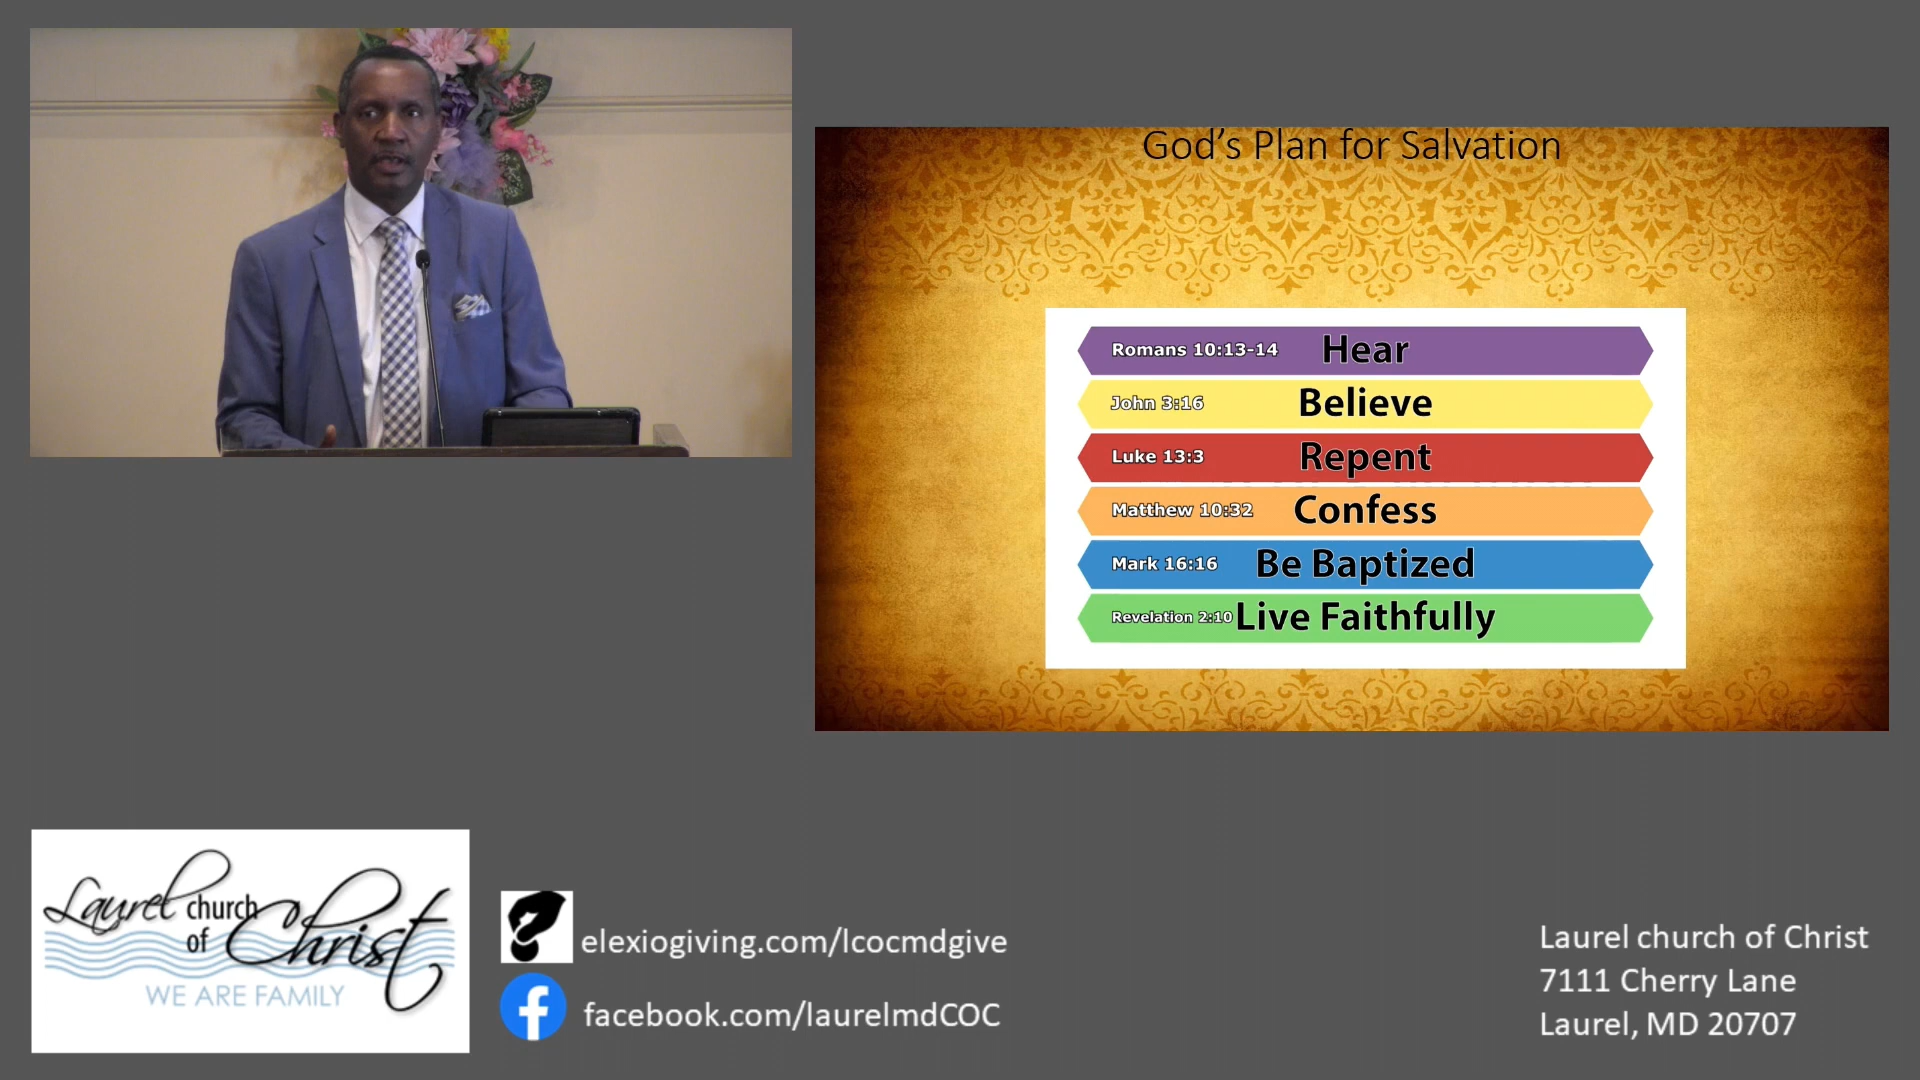 God's Plan for Salvation
Romans 10:13-14 Hear
John 3:16 Believe
Luke 13:3 Repent
Matthew 10:32 Confess
Mark 16:16 Be Baptized
Revelation 2:10 Live Faithfully
Laurel church of Christ
WE ARE FAMILY
elexiogiving.com/lcocmdgive
facebook.com/laurelmdCOC
Laurel church of Christ
7111 Cherry Lane
Laurel, MD 20707